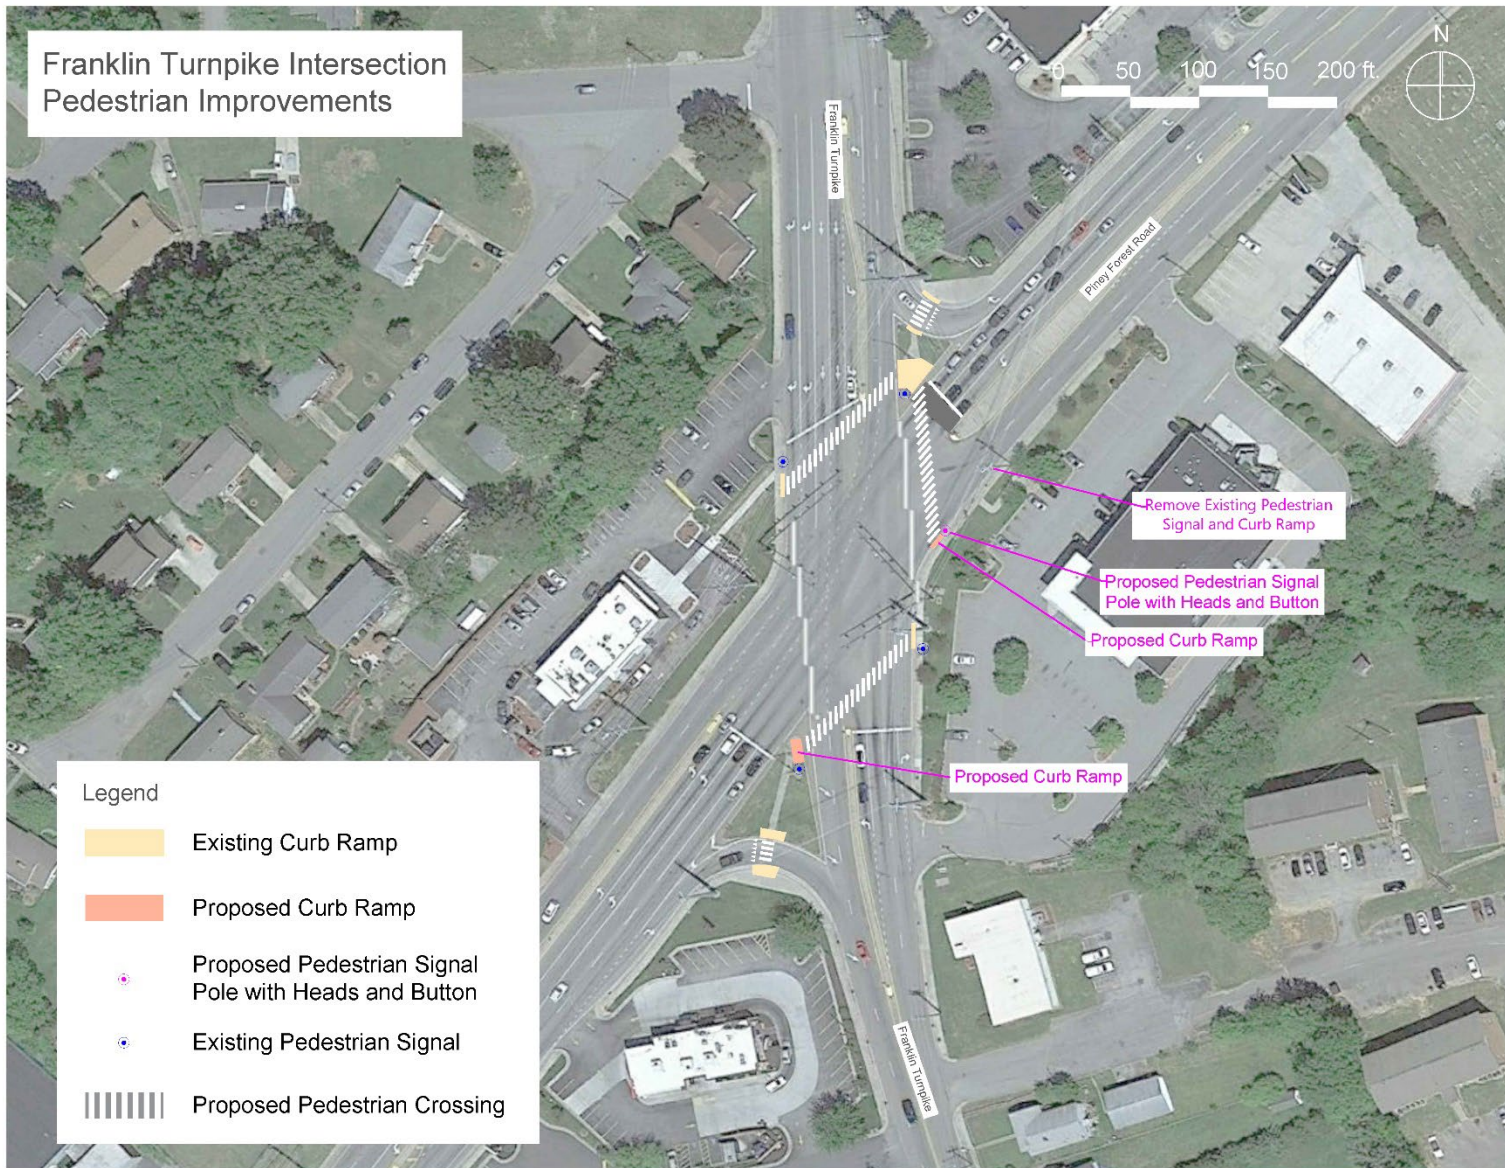 Franklin Turnpike Intersection
Pedestrian Improvements
N
0 50 100 150 200 ft.
Franklin Turnpike
Piney Forest Road
Remove Existing Pedestrian
Signal and Curb Ramp
Proposed Pedestrian Signal
Pole with Heads and Button
Proposed Curb Ramp
Proposed Curb Ramp
Legend
Existing Curb Ramp
Proposed Curb Ramp
Proposed Pedestrian Signal
Pole with Heads and Button
Existing Pedestrian Signal
Proposed Pedestrian Crossing
Franklin Turnpike